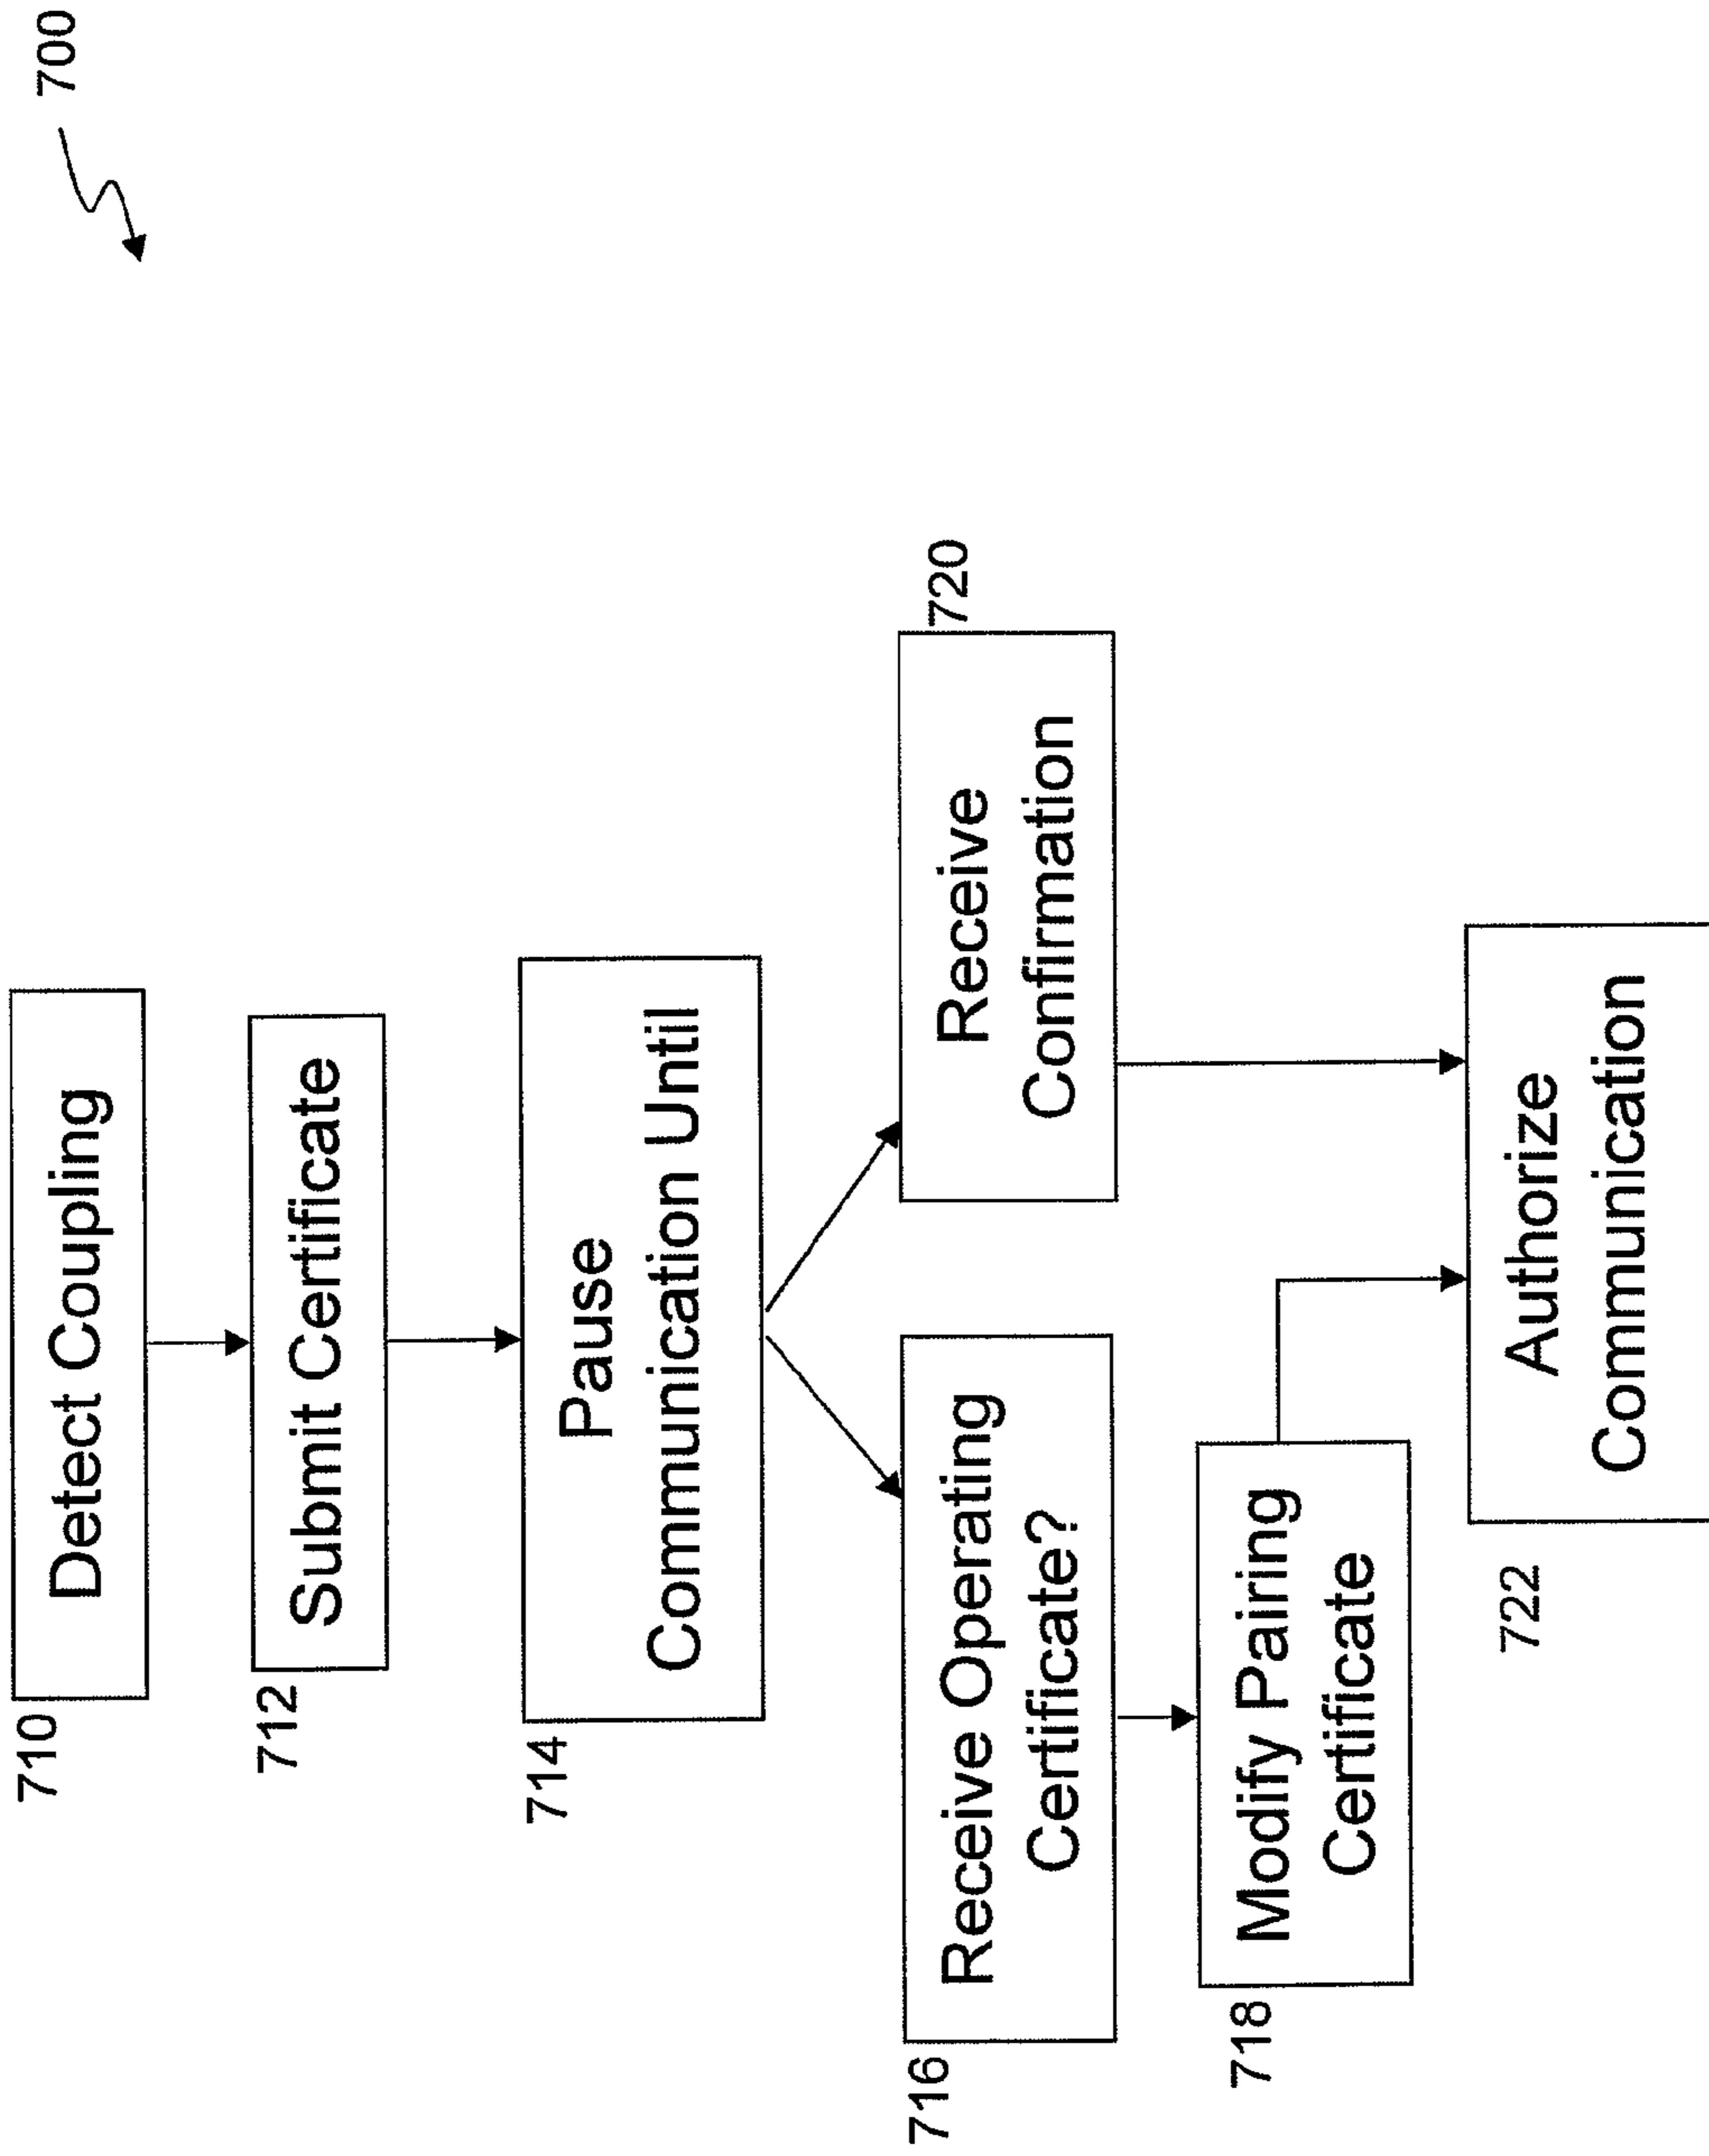 700
710
Detect Coupling
712
Submit Certificate
714
Pause
Communication Until
716
Receive Operating
Certificate?
720
Receive
Confirmation
718
Modify Pairing
Certificate
722
Authorize
Communication